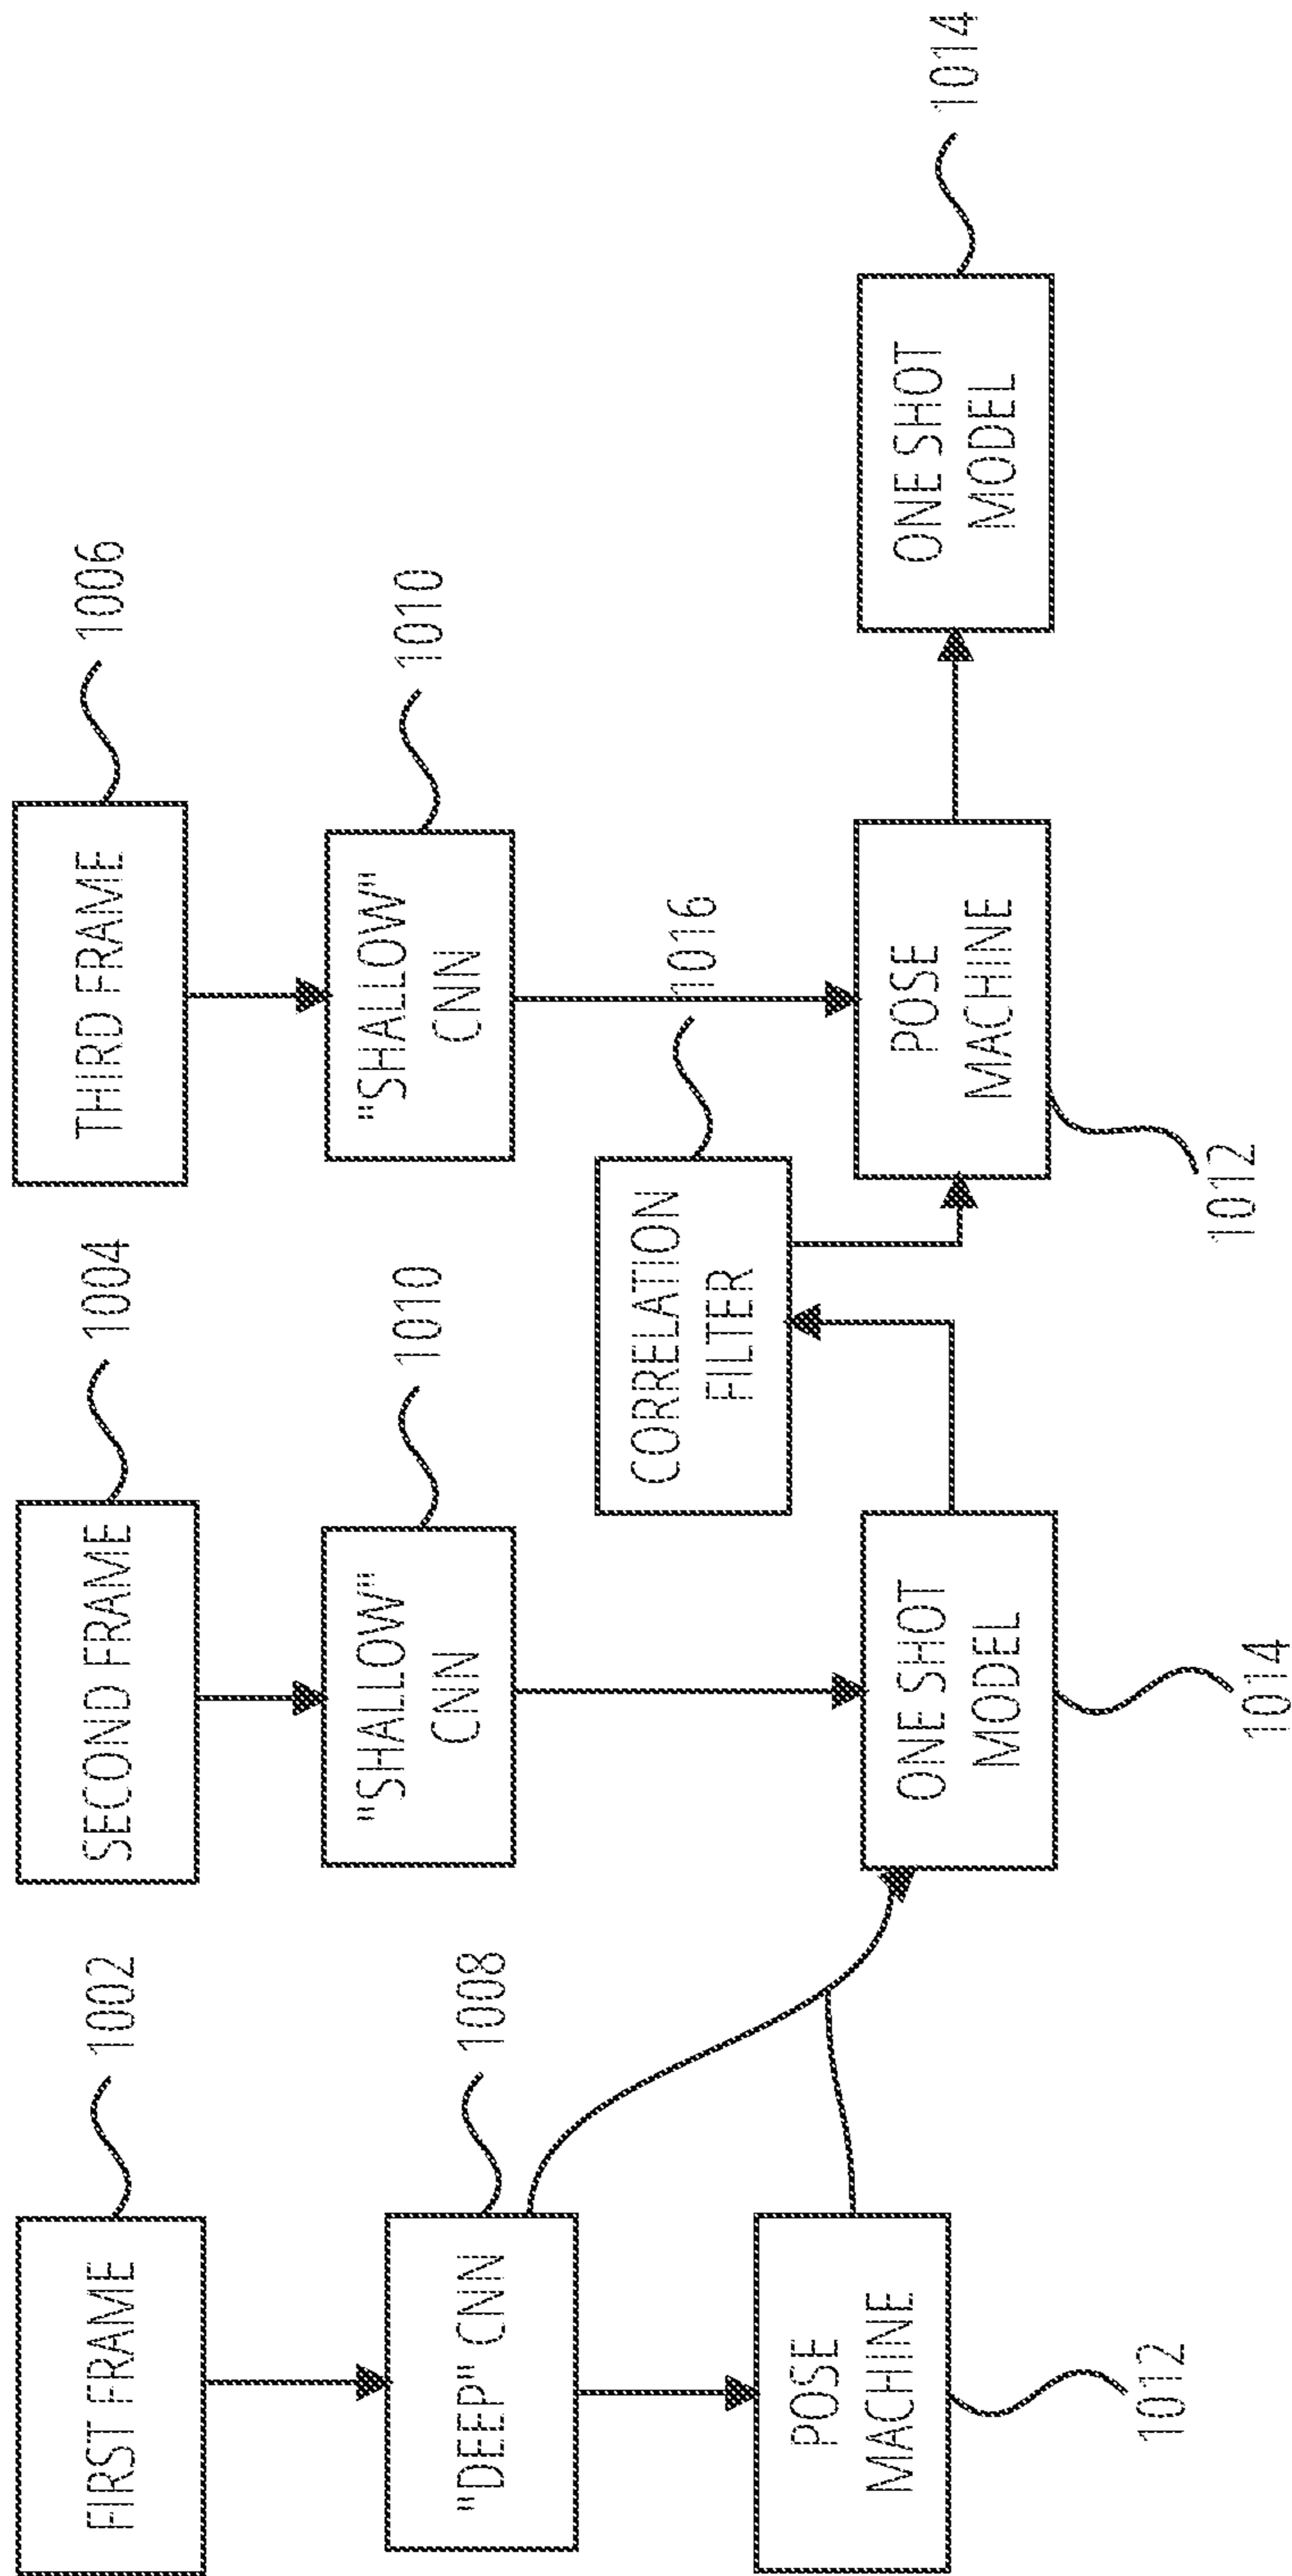 FIRST FRAME
1002
"DEEP" CNN
1008
POSE
MACHINE
1012
SECOND FRAME
1004
"SHALLOW"
CNN
1010
ONE SHOT
MODEL
1014
CORRELATION
FILTER
1016
THIRD FRAME
1006
"SHALLOW"
CNN
1010
POSE
MACHINE
1012
ONE SHOT
MODEL
1014